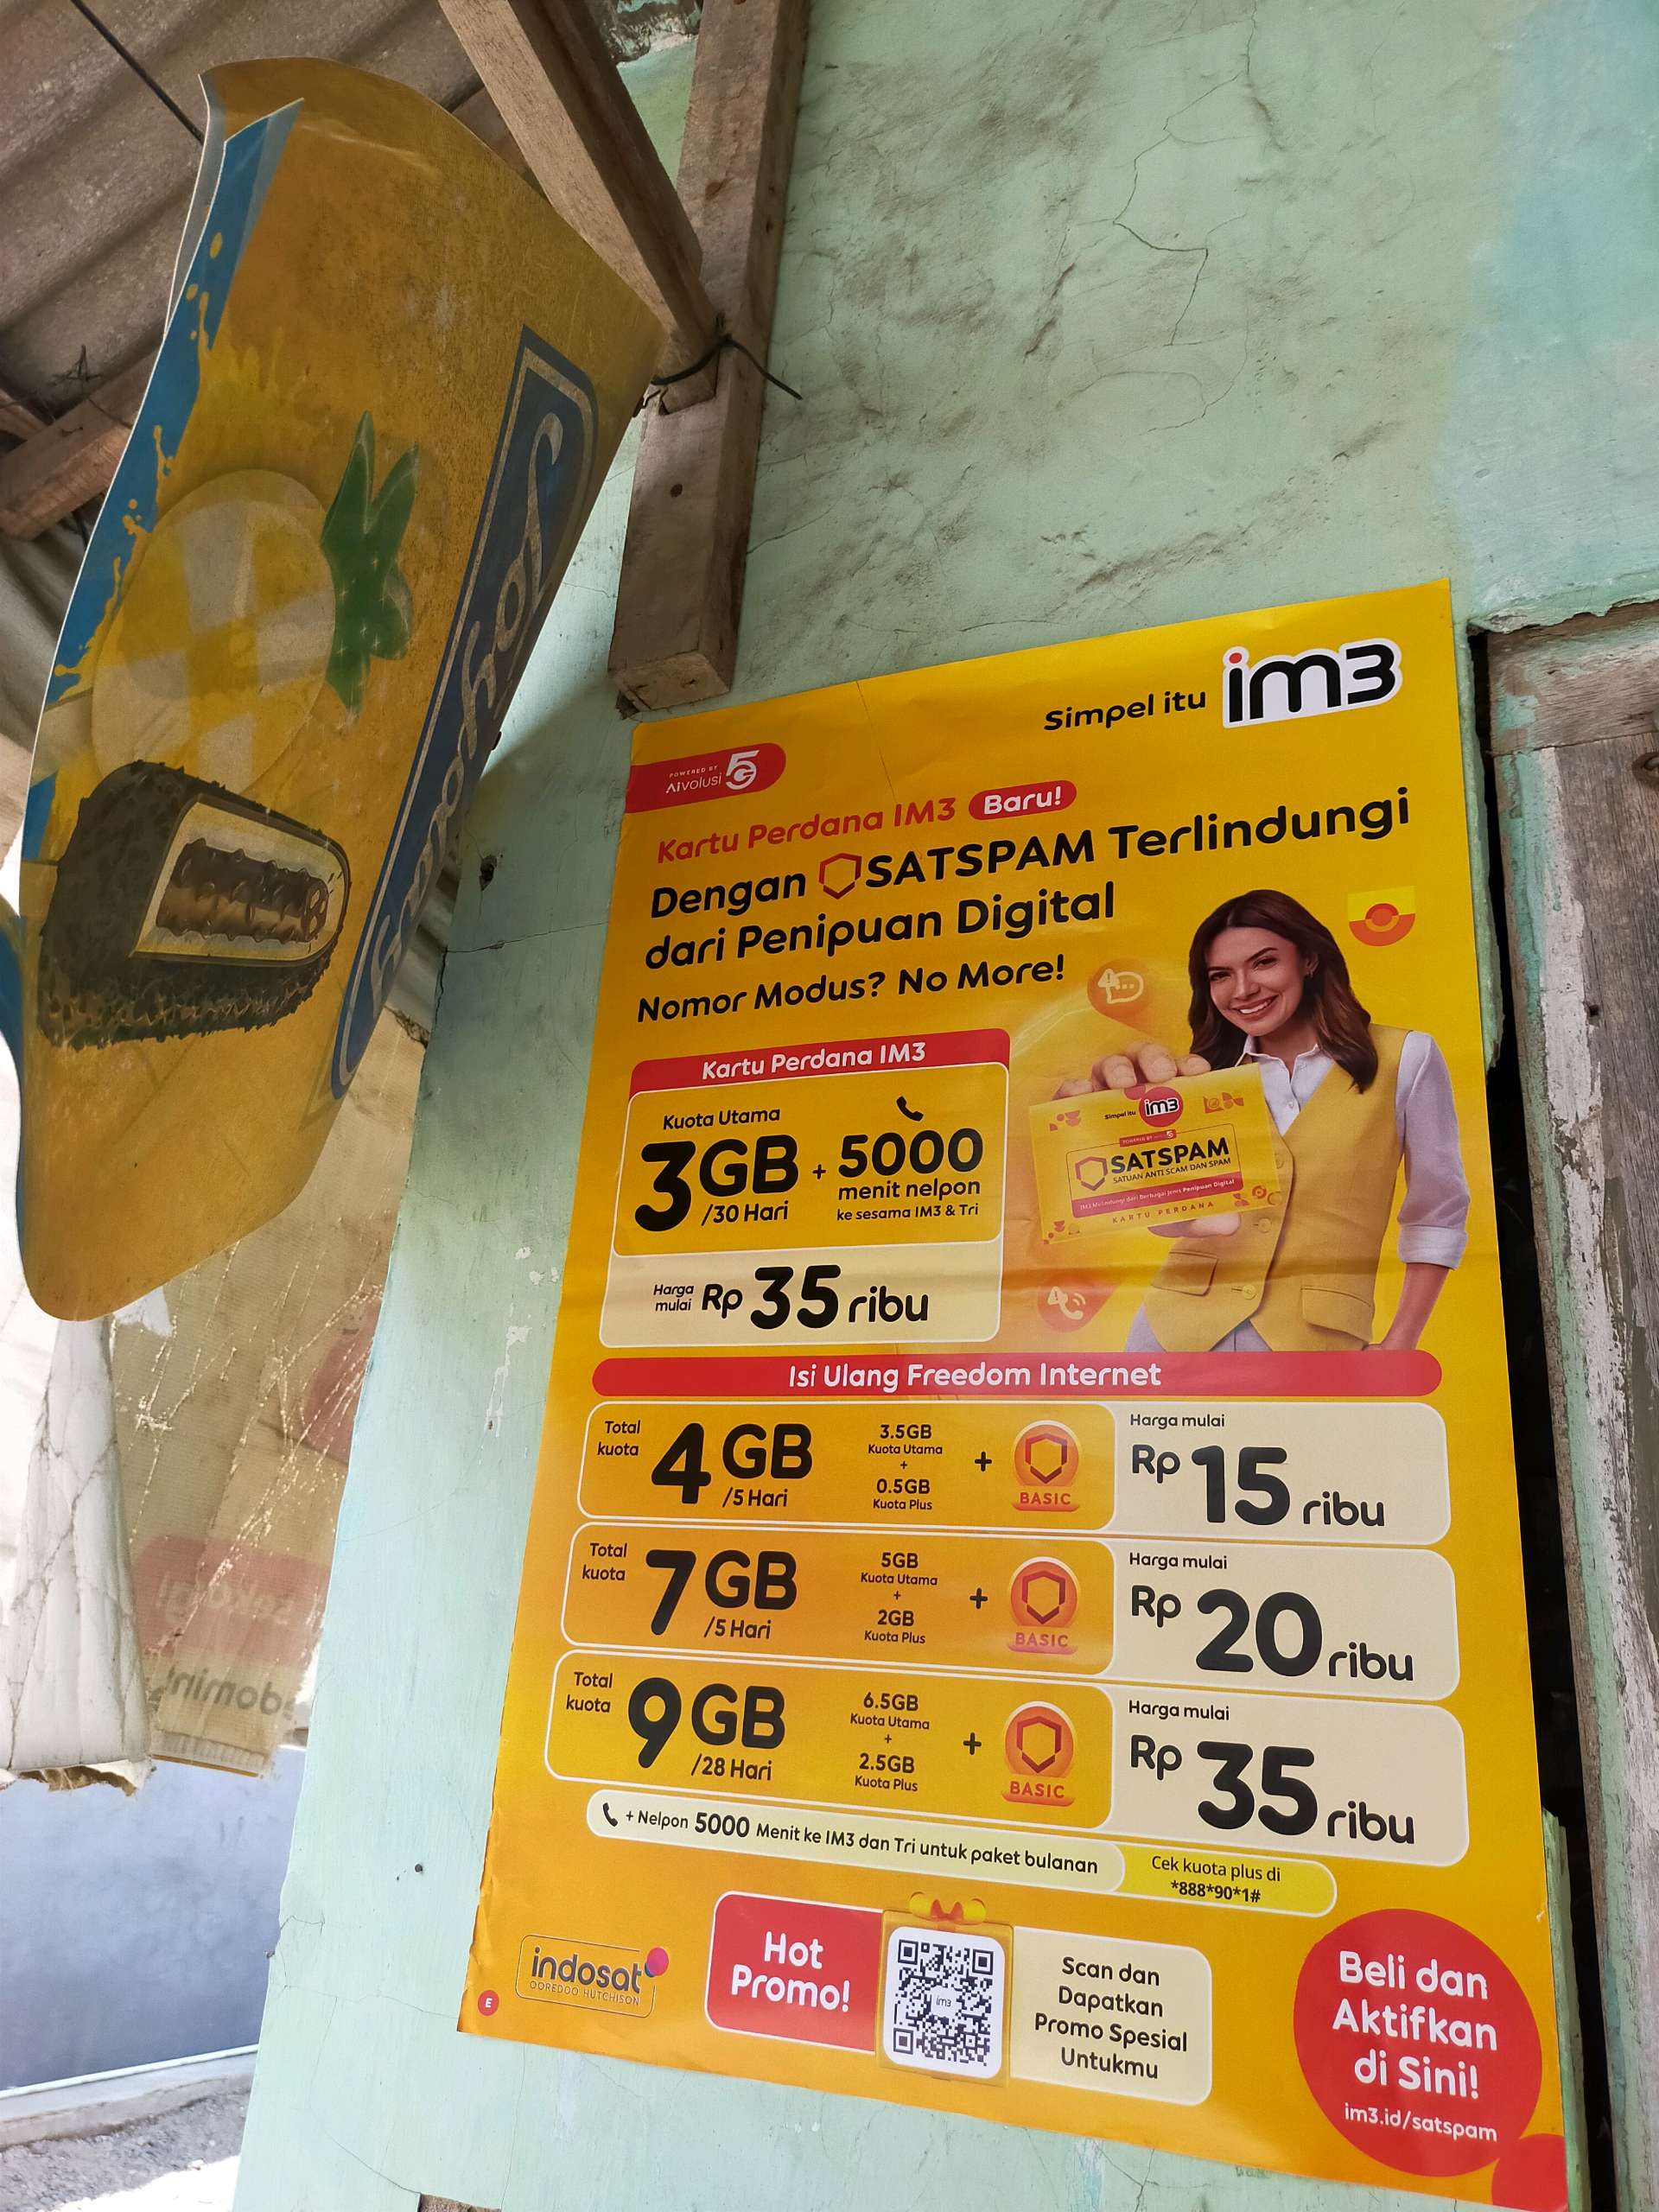 Simpel itu im3
POWERED BY
AIvolusi 5G
Kartu Perdana IM3 Baru!
Dengan SATSPAM Terlindungi
dari Penipuan Digital
Nomor Modus? No More!
Kartu Perdana IM3
Kuota Utama
3GB
/30 Hari
+
5000
menit nelpon
ke sesama IM3 & Tri
Harga
mulai
Rp 35 ribu
Simpel itu im3
SATSPAM
SATUAN ANTI SCAM DAN SPAM
KARTU PERDANA
Isi Ulang Freedom Internet
Total
kuota
4GB
/5 Hari
3.5GB
Kuota Utama
+
0.5GB
Kuota Plus
+
BASIC
Harga mulai
Rp 15 ribu
Total
kuota
7GB
/5 Hari
5GB
Kuota Utama
+
2GB
Kuota Plus
+
BASIC
Harga mulai
Rp 20 ribu
Total
kuota
9GB
/28 Hari
6.5GB
Kuota Utama
+
2.5GB
Kuota Plus
+
BASIC
Harga mulai
Rp 35 ribu
+ Nelpon 5000 Menit ke IM3 dan Tri untuk paket bulanan
Cek kuota plus di
*888*90*1#
indosat
OOREDOO HUTCHISON
E
Hot
Promo!
im3
Scan dan
Dapatkan
Promo Spesial
Untukmu
Beli dan
Aktifkan
di Sini!
im3.id/satspam